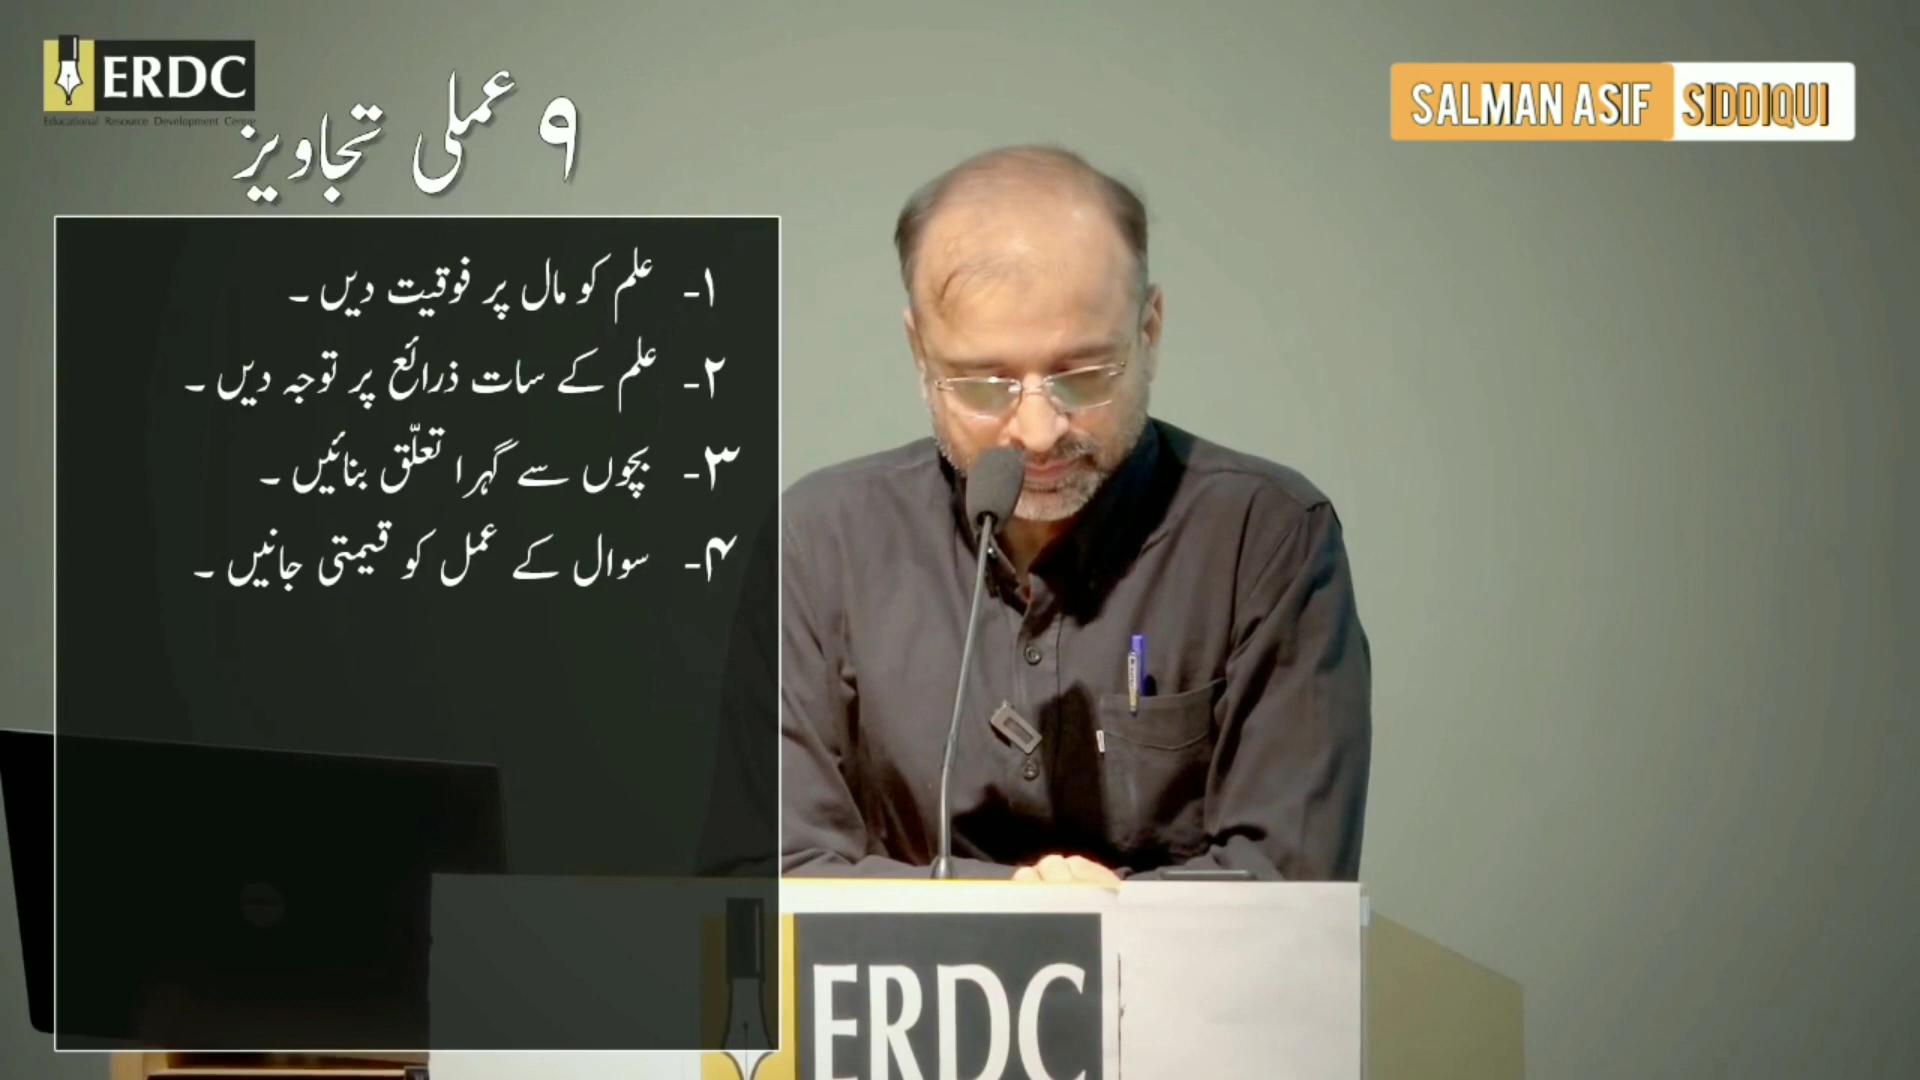 ERDC
Educational Resource Development Centre
SALMAN ASIF SIDDIQUI
۹ عملی تجاویز
۱- علم کو مال پر فوقیت دیں ۔
۲- علم کے سات ذرائع پر توجہ دیں ۔
۳- بچوں سے گہرا تعلّق بنائیں ۔
۴- سوال کے عمل کو قیمتی جانیں ۔
ERDC